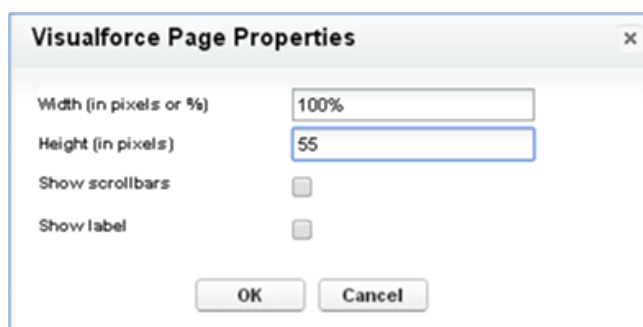 Visualforce Page Properties
Width (in pixels or %) 100%
Height (in pixels) 55
Show scrollbars
Show label
OK Cancel